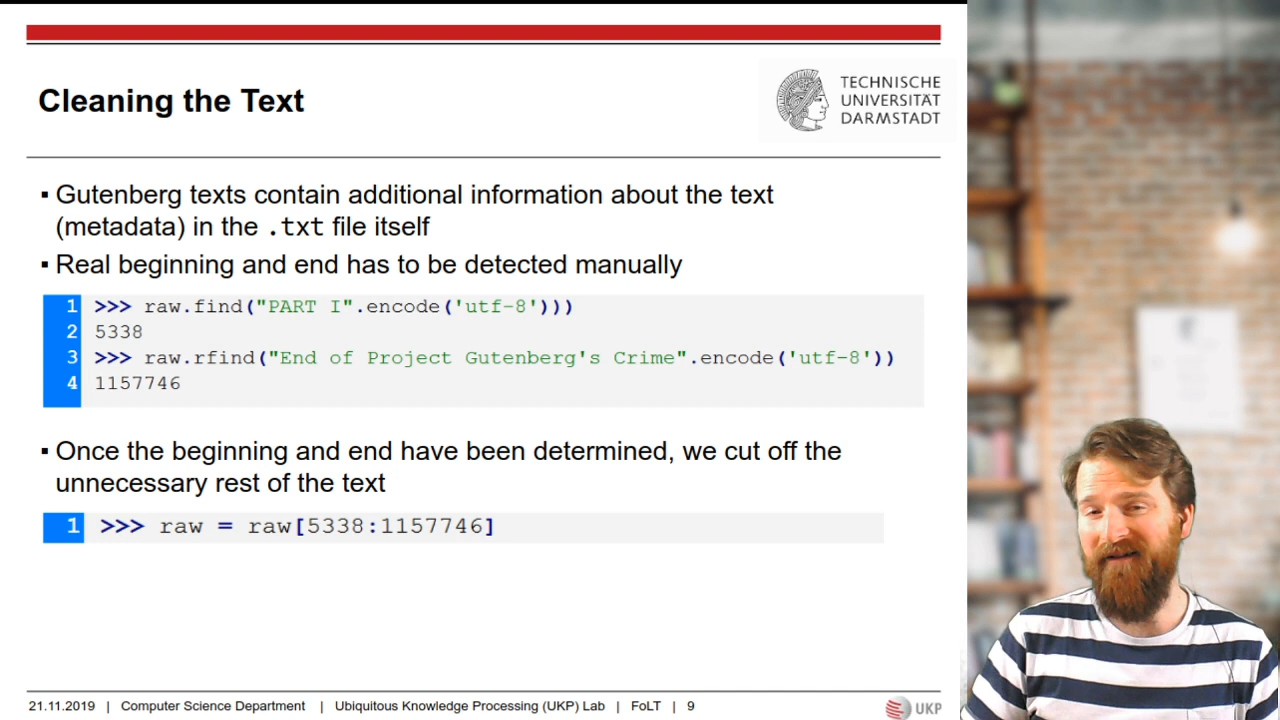 Cleaning the Text
TECHNISCHE
UNIVERSITÄT
DARMSTADT
▪ Gutenberg texts contain additional information about the text
(metadata) in the .txt file itself
▪ Real beginning and end has to be detected manually
1 >>> raw.find("PART I".encode('utf-8')))
2 5338
3 >>> raw.rfind("End of Project Gutenberg's Crime".encode('utf-8'))
4 1157746
▪ Once the beginning and end have been determined, we cut off the
unnecessary rest of the text
1 >>> raw = raw[5338:1157746]
21.11.2019 | Computer Science Department | Ubiquitous Knowledge Processing (UKP) Lab | FoLT | 9
UKP